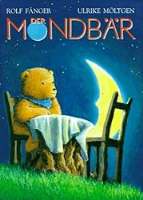 ROLF FÄNGER ULRIKE MÖLTGEN
DER
MONDBÄR